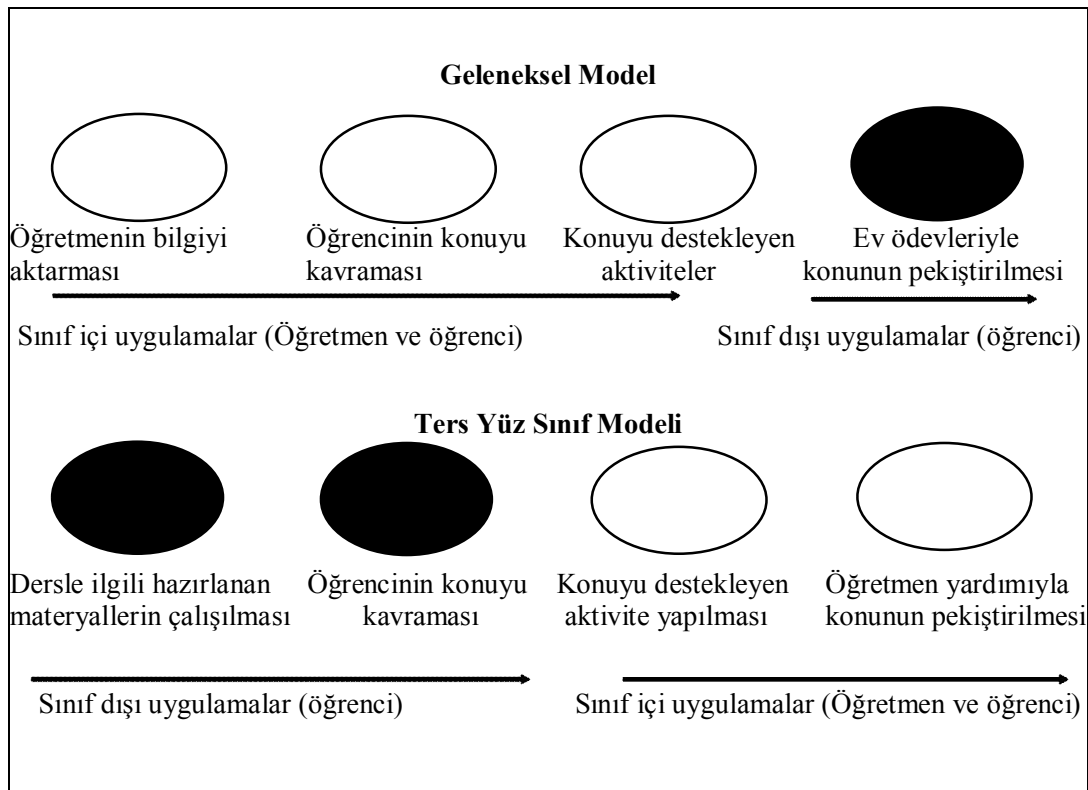 Geleneksel Model
Öğretmenin bilgiyi
aktarması
Öğrencinin konuyu
kavraması
Konuyu destekleyen
aktiviteler
Ev ödevleriyle
konunun pekiştirilmesi
Sınıf içi uygulamalar (Öğretmen ve öğrenci)
Sınıf dışı uygulamalar (öğrenci)
Ters Yüz Sınıf Modeli
Dersle ilgili hazırlanan
materyallerin çalışılması
Öğrencinin konuyu
kavraması
Konuyu destekleyen
aktivite yapılması
Öğretmen yardımıyla
konunun pekiştirilmesi
Sınıf dışı uygulamalar (öğrenci)
Sınıf içi uygulamalar (Öğretmen ve öğrenci)